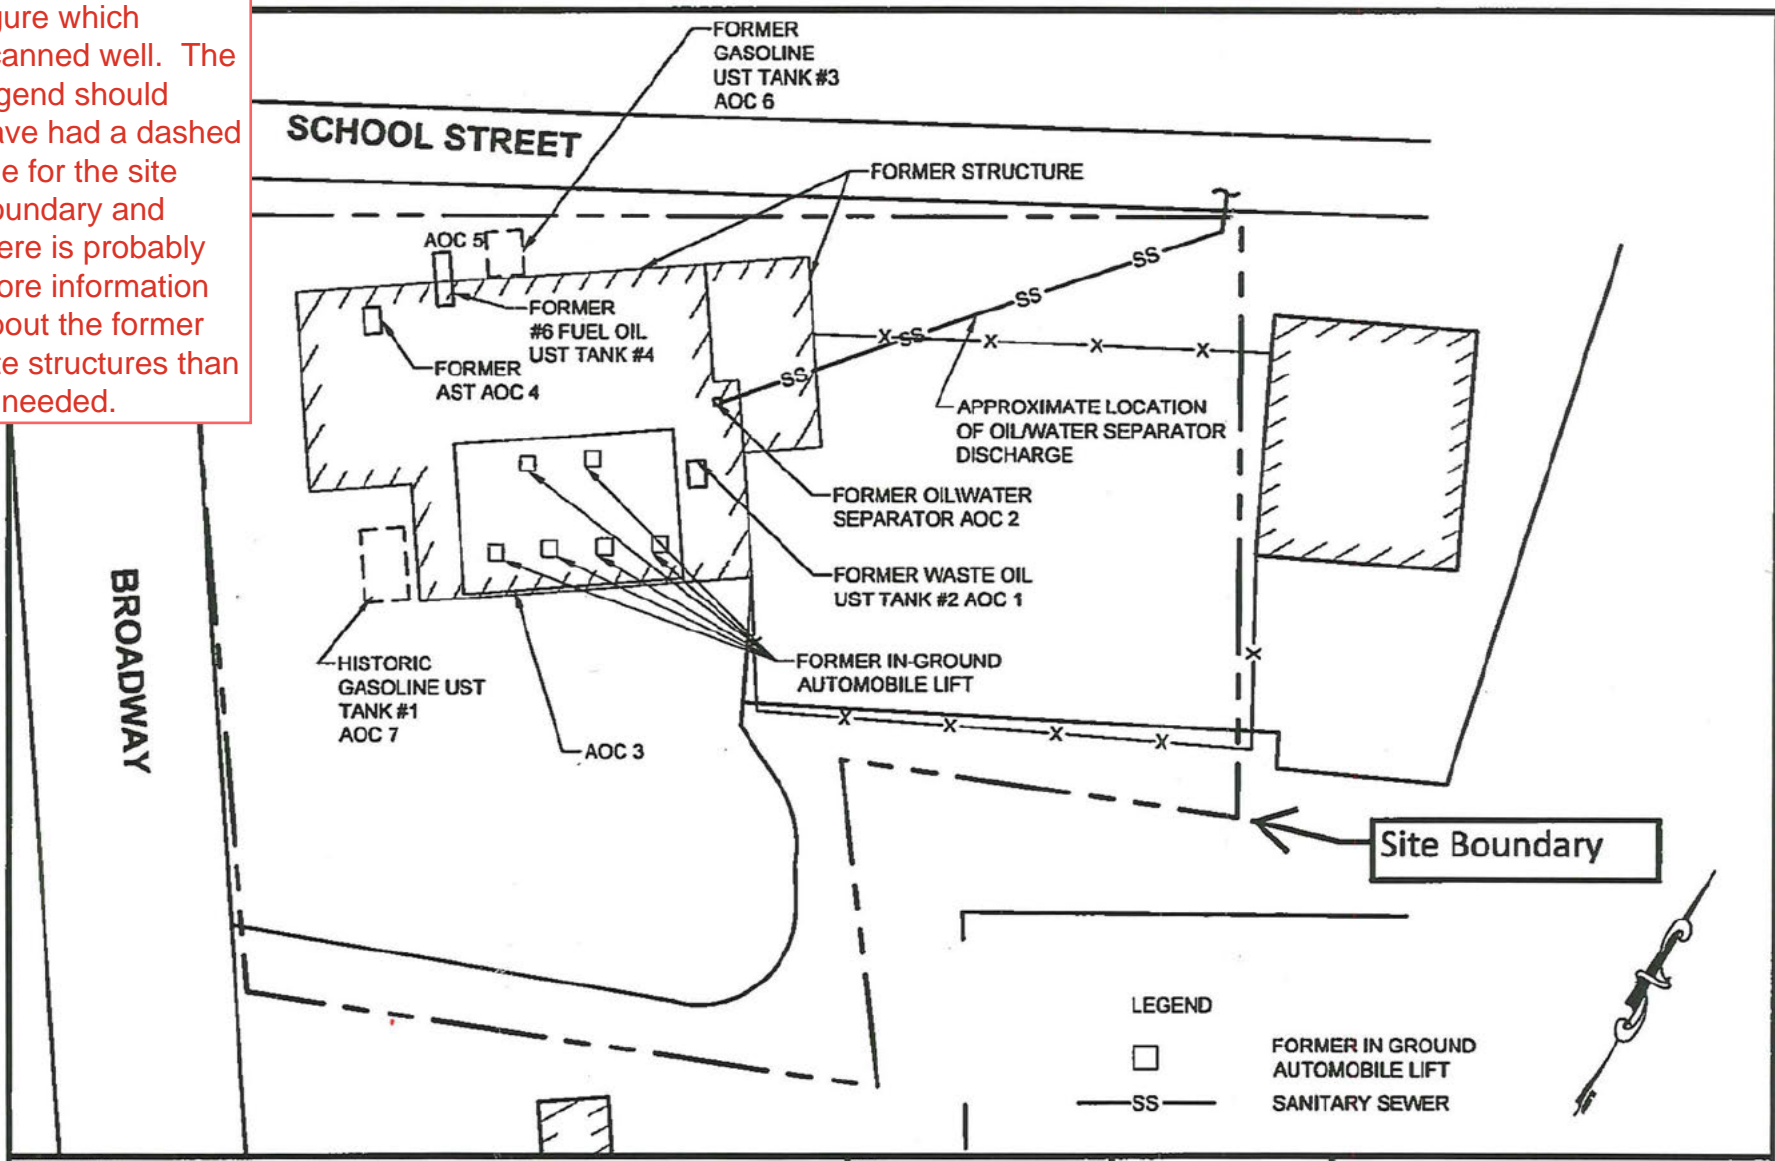 gure which
canned well. The
gend should
ave had a dashed
e for the site
oundary and
ere is probably
ore information
bout the former
te structures than
needed.
FORMER
GASOLINE
UST TANK #3
AOC 6
SCHOOL STREET
FORMER STRUCTURE
AOC 5
SS
SS
FORMER
#6 FUEL OIL
UST TANK #4
X
SS
X
X
X
FORMER
AST AOC 4
SS
APPROXIMATE LOCATION
OF OIL/WATER SEPARATOR
DISCHARGE
FORMER OIL\WATER
SEPARATOR AOC 2
FORMER WASTE OIL
UST TANK #2 AOC 1
BROADWAY
HISTORIC
GASOLINE UST
TANK #1
AOC 7
FORMER IN-GROUND
AUTOMOBILE LIFT
X
X
AOC 3
X
X
X
X
Site Boundary
LEGEND
FORMER IN GROUND
AUTOMOBILE LIFT
SS
SANITARY SEWER